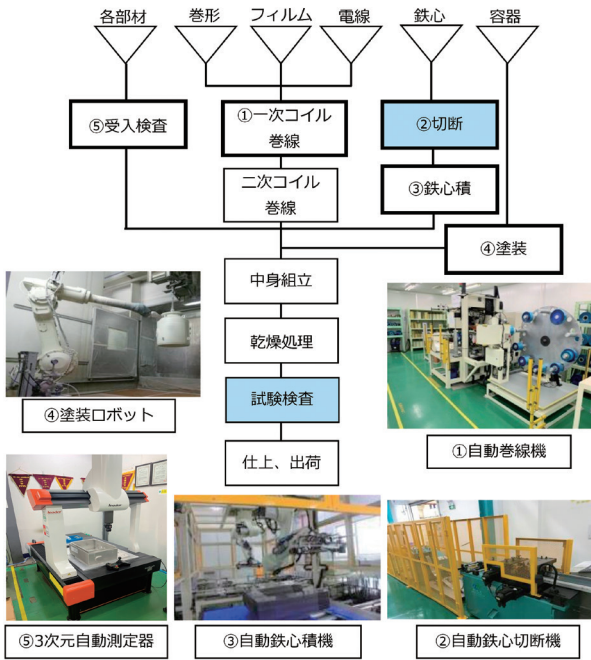 各部材
巻形
フィルム
電線
鉄心
容器
⑤受入検査
①一次コイル
巻線
②切断
二次コイル
巻線
③鉄心積
④塗装
中身組立
乾燥処理
試験検査
仕上、出荷
④塗装ロボット
①自動巻線機
⑤3次元自動測定器
③自動鉄心積機
②自動鉄心切断機